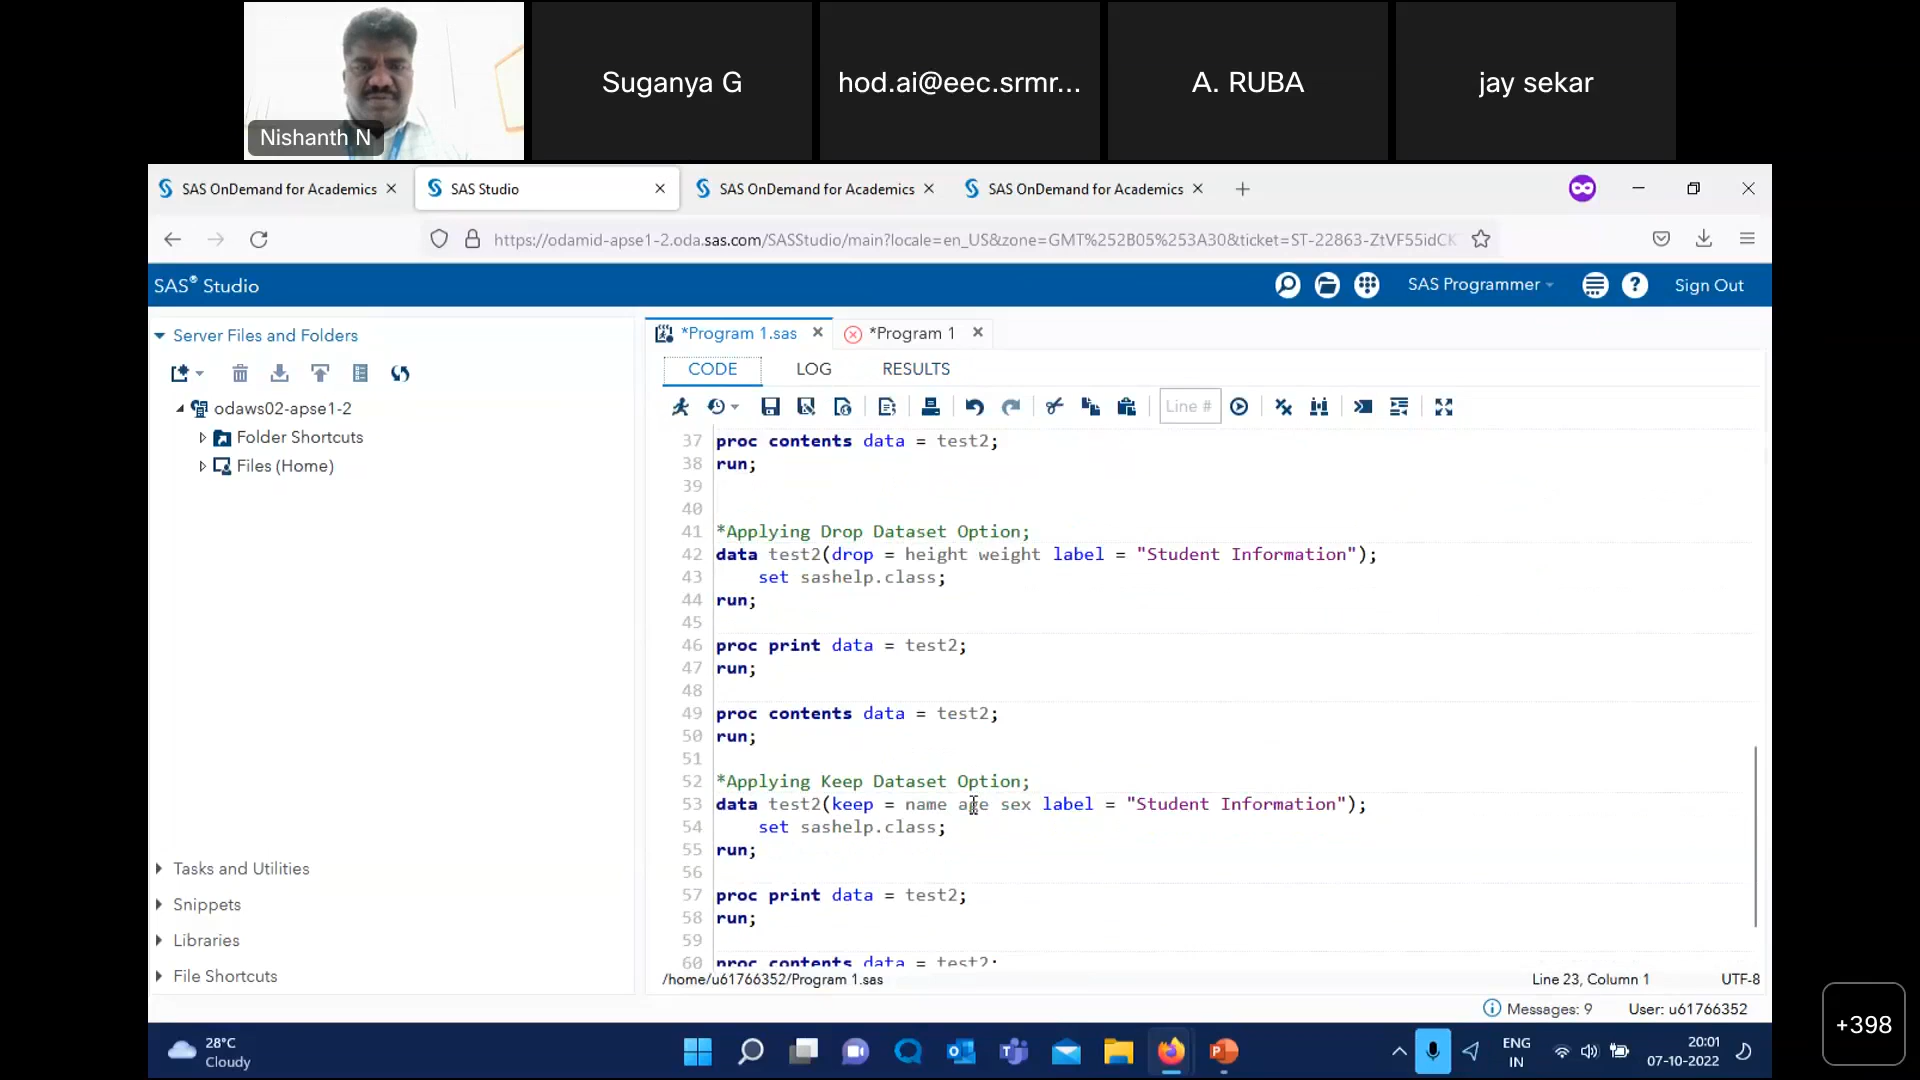 Nishanth N
Suganya G
hod.ai@eec.srmr...
A. RUBA
jay sekar
SAS OnDemand for Academics
SAS Studio
SAS OnDemand for Academics
SAS OnDemand for Academics
https://odamid-apse1-2.oda.sas.com/SASStudio/main?locale=en_US&zone=GMT%252B05%253A30&ticket=ST-22863-ZtVF55idCK
SAS® Studio
SAS Programmer
Sign Out
Server Files and Folders
*Program 1.sas
*Program 1
CODE
LOG
RESULTS
Line #
odaws02-apse1-2
Folder Shortcuts
Files (Home)
Tasks and Utilities
Snippets
Libraries
File Shortcuts
37 proc contents data = test2;
38 run;
39
40
41 *Applying Drop Dataset Option;
42 data test2(drop = height weight label = "Student Information");
43 set sashelp.class;
44 run;
45
46 proc print data = test2;
47 run;
48
49 proc contents data = test2;
50 run;
51
52 *Applying Keep Dataset Option;
53 data test2(keep = name age sex label = "Student Information");
54 set sashelp.class;
55 run;
56
57 proc print data = test2;
58 run;
59
60 proc contents data = test2;
/home/u61766352/Program 1.sas
Line 23, Column 1
UTF-8
Messages: 9
User: u61766352
+398
28°C
Cloudy
ENG
IN
20:01
07-10-2022